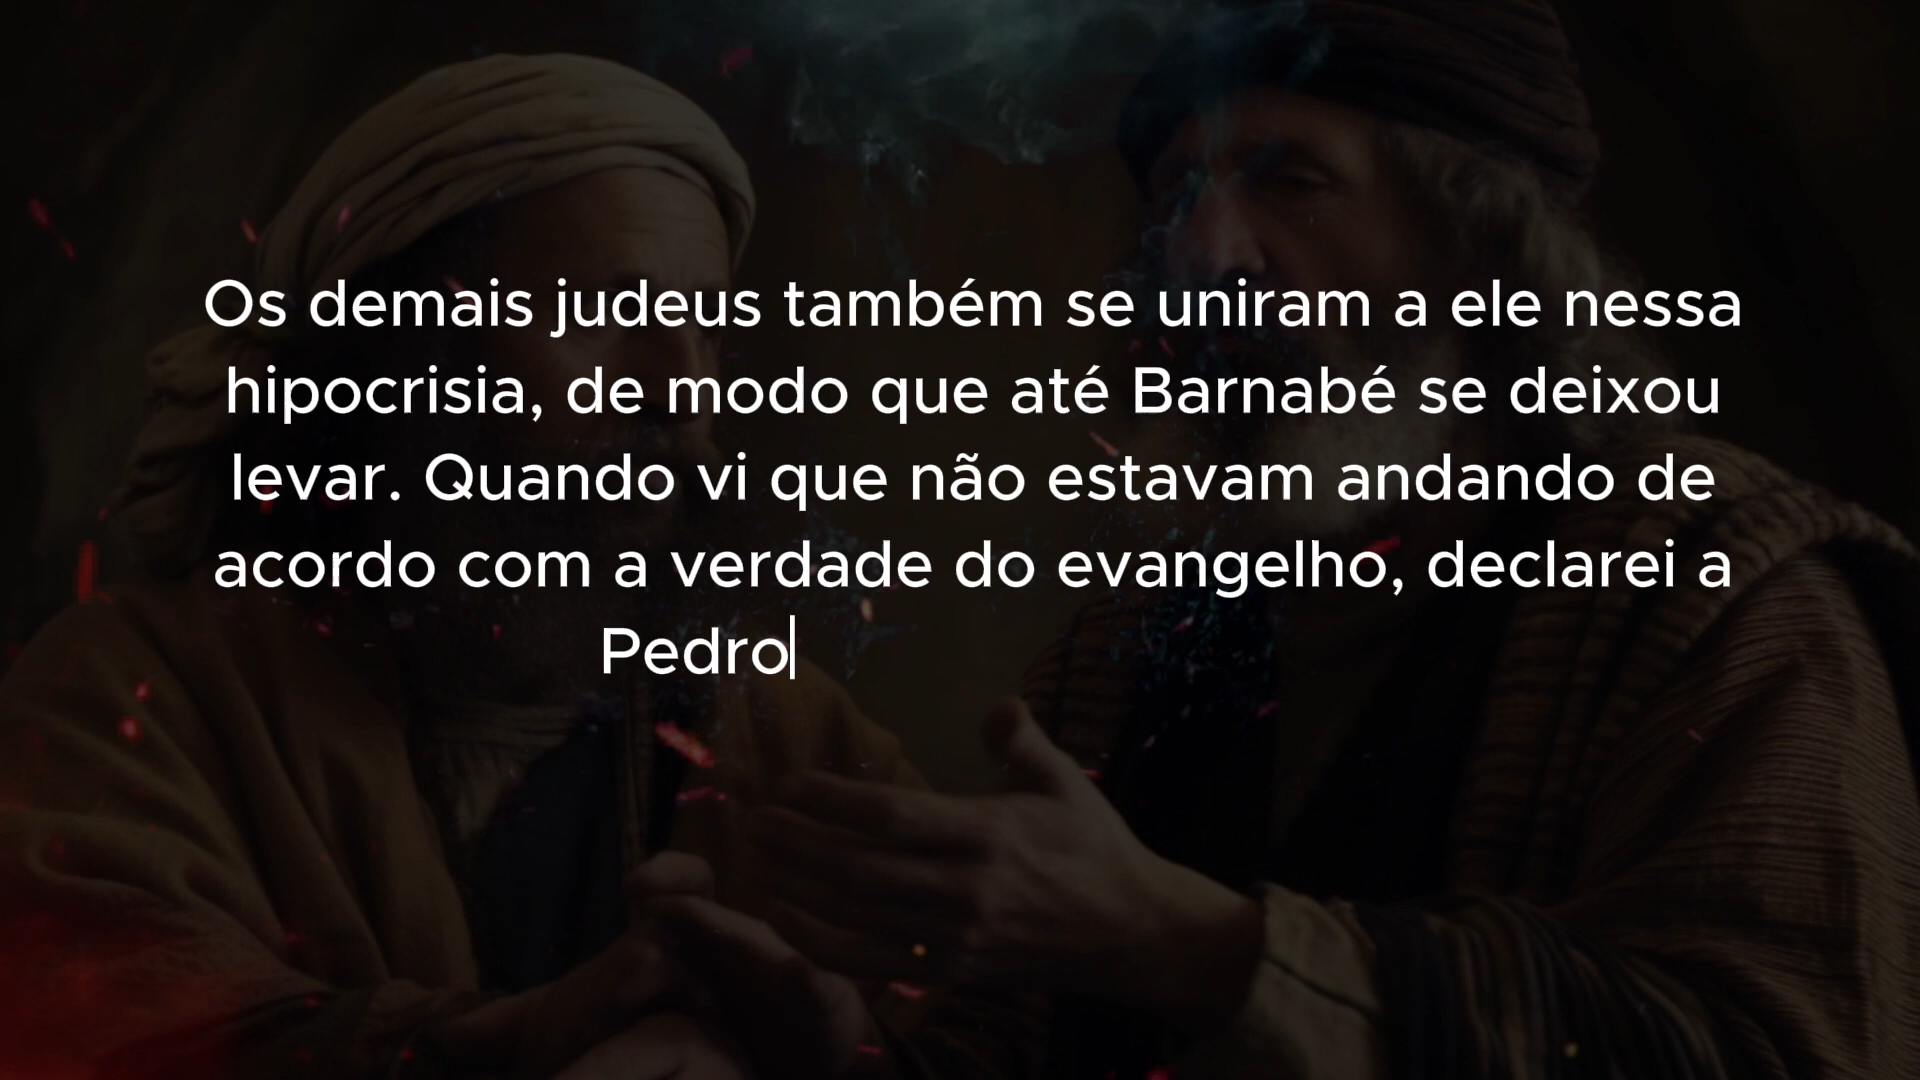 Os demais judeus também se uniram a ele nessa
hipocrisia, de modo que até Barnabé se deixou
levar. Quando vi que não estavam andando de
acordo com a verdade do evangelho, declarei a
Pedro